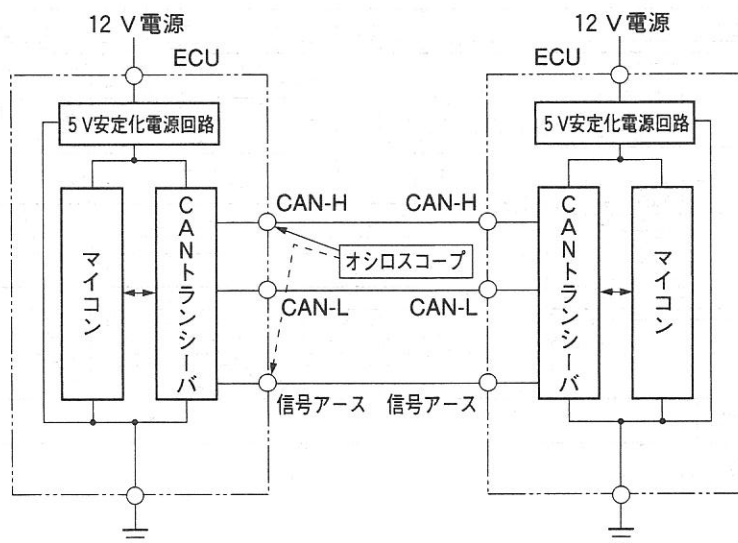 12 V電源
12 V電源
ECU
ECU
5V安定化電源回路
5V安定化電源回路
CAN-H
CAN-H
オシロスコープ
CAN-L
CAN-L
信号アース
信号アース
マイコン
CANトランシーバ
CANトランシーバ
マイコン